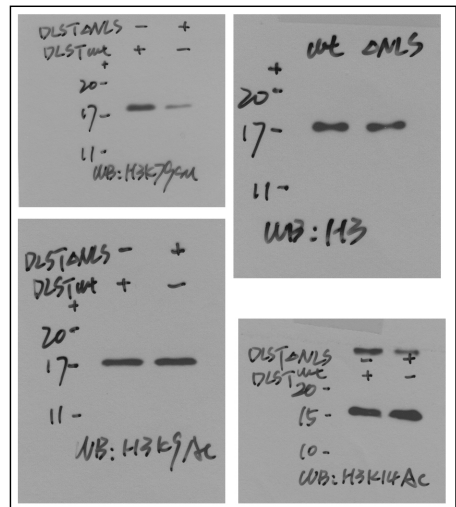 DLSTΔNLS - +
DLSTwt + -
+
20-
17-
11-
WB: H3K79su
wt ΔNLS
+
20-
17-
11-
WB: H3
DLSTΔNLS - +
DLSTwt + -
+
20-
17-
11-
WB: H3K9Ac
DLSTΔNLS - +
DLSTwt + -
20-
15-
10-
WB: H3K14Ac